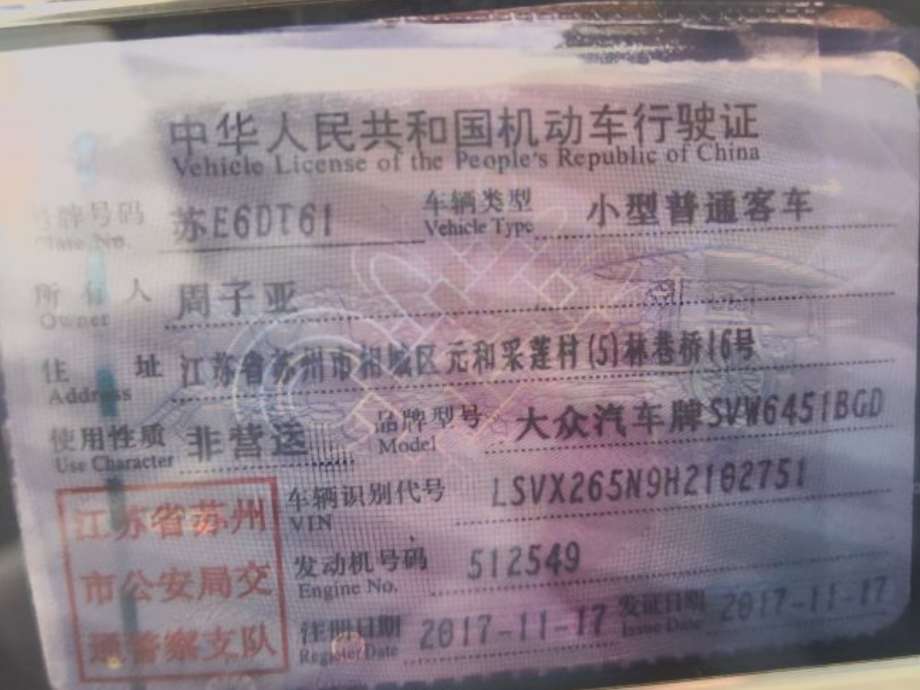 中华人民共和国机动车行驶证
Vehicle License of the People's Republic of China
号牌号码 苏E6DT61 车辆类型 小型普通客车
Plate No. Vehicle Type
所有人 周子亚
Owner
住址 江苏省苏州市相城区元和采莲村(5)林巷桥16号
Address
使用性质 非营运 品牌型号 大众汽车牌SVW6451BGD
Use Character Model
车辆识别代号 LSVX265N9H2102751
VIN
发动机号码 512549
Engine No.
注册日期 2017-11-17 发证日期 2017-11-17
Register Date Issue Date
江苏省苏州
市公安局交
通警察支队